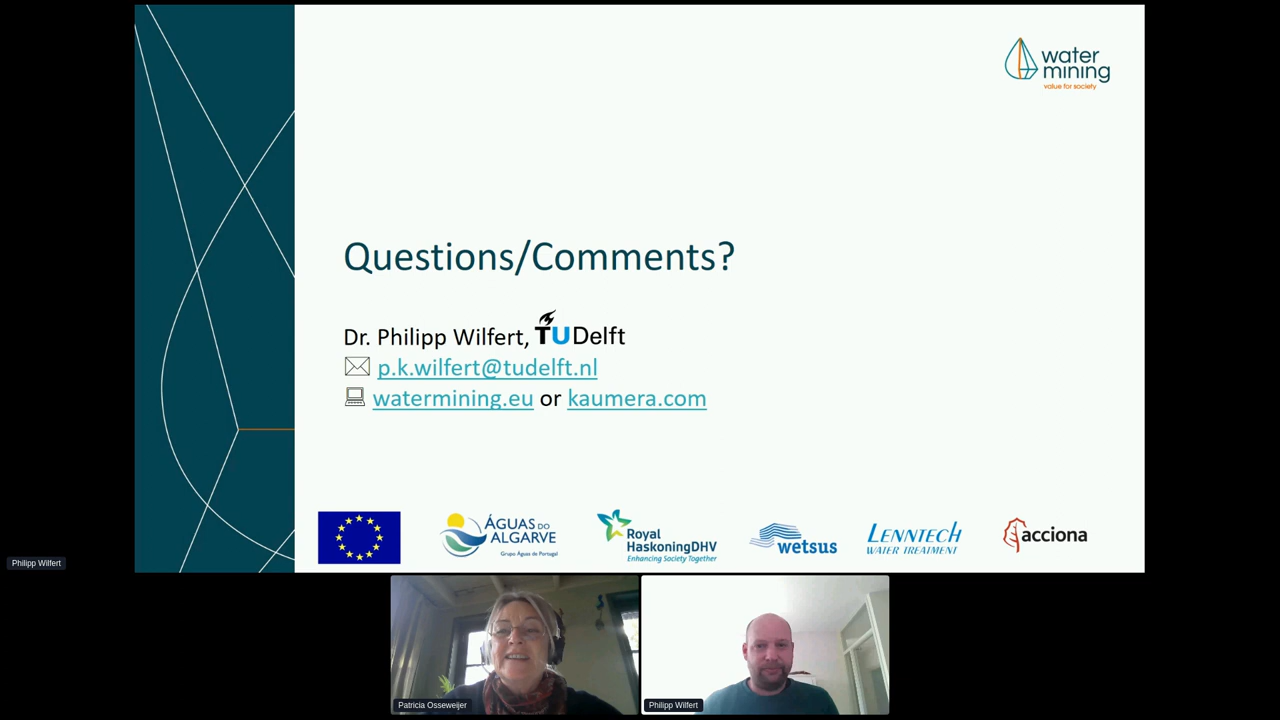 water
mining
value for society
Questions/Comments?
Dr. Philipp Wilfert, TUDelft
p.k.wilfert@tudelft.nl
watermining.eu or kaumera.com
ÁGUAS DO
ALGARVE
Grupo Águas de Portugal
Royal
HaskoningDHV
Enhancing Society Together
wetsus
LENNTECH
WATER TREATMENT
acciona
Philipp Wilfert
Patricia Osseweijer
Philipp Wilfert